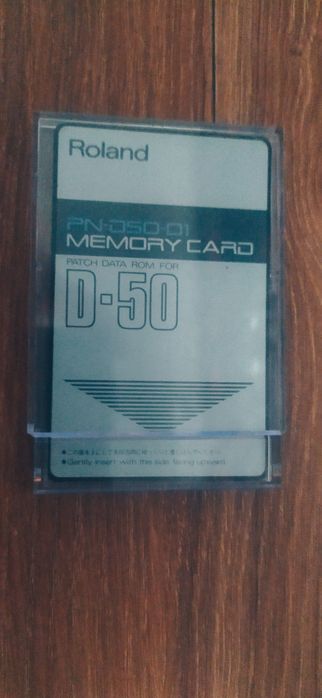 Roland
PN-D50-01
MEMORY CARD
PATCH DATA ROM FOR
D-50
●Gently insert with this side facing upward.